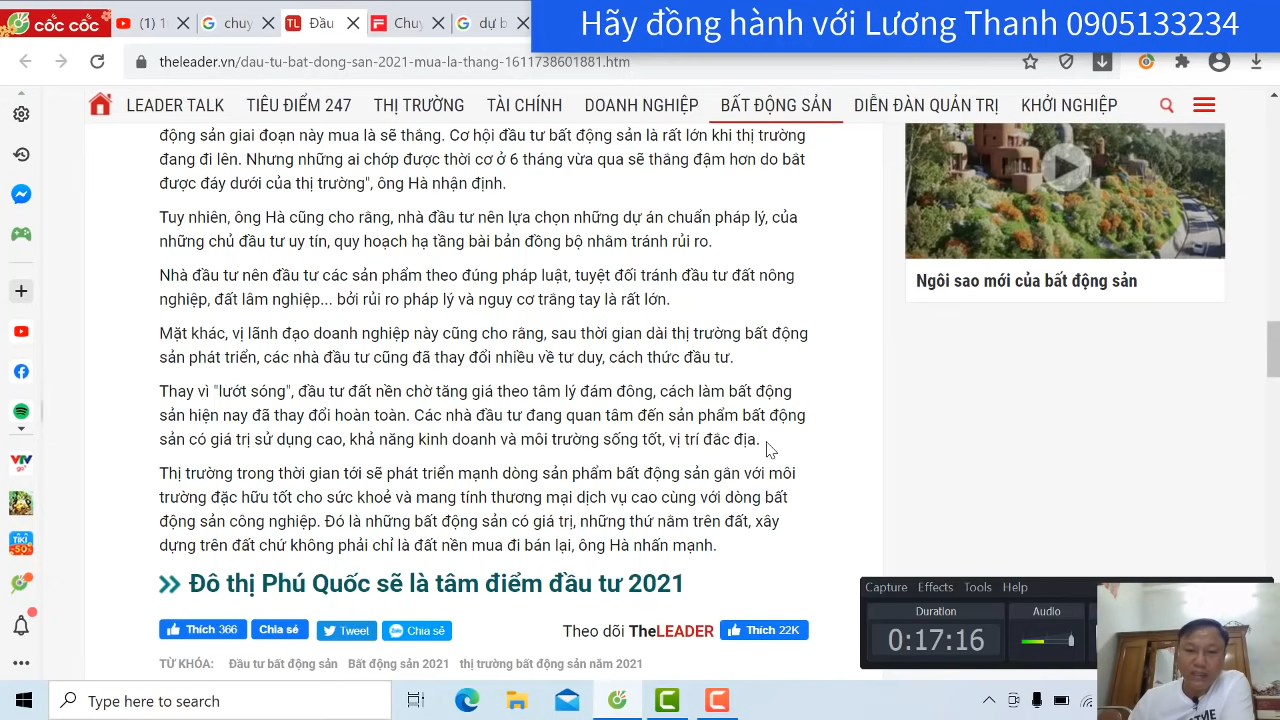 Hãy đồng hành với Lương Thanh 0905133234
cốc cốc
(1) 1
chuy
TL Đầu
Chuy
dự b
theleader.vn/dau-tu-bat-dong-san-2021-mua-la-thang-1611738601881.htm
LEADER TALK TIÊU ĐIỂM 247 THỊ TRƯỜNG TÀI CHÍNH DOANH NGHIỆP BẤT ĐỘNG SẢN DIỄN ĐÀN QUẢN TRỊ KHỞI NGHIỆP
động sản giai đoạn này mua là sẽ thắng. Cơ hội đầu tư bất động sản là rất lớn khi thị trường
đang đi lên. Nhưng những ai chớp được thời cơ ở 6 tháng vừa qua sẽ thắng đậm hơn do bắt
được đáy dưới của thị trường", ông Hà nhận định.
Tuy nhiên, ông Hà cũng cho rằng, nhà đầu tư nên lựa chọn những dự án chuẩn pháp lý, của
những chủ đầu tư uy tín, quy hoạch hạ tầng bài bản đồng bộ nhằm tránh rủi ro.
Nhà đầu tư nên đầu tư các sản phẩm theo đúng pháp luật, tuyệt đối tránh đầu tư đất nông
nghiệp, đất lâm nghiệp... bởi rủi ro pháp lý và nguy cơ trắng tay là rất lớn.
Mặt khác, vị lãnh đạo doanh nghiệp này cũng cho rằng, sau thời gian dài thị trường bất động
sản phát triển, các nhà đầu tư cũng đã thay đổi nhiều về tư duy, cách thức đầu tư.
Thay vì "lướt sóng", đầu tư đất nền chờ tăng giá theo tâm lý đám đông, cách làm bất động
sản hiện nay đã thay đổi hoàn toàn. Các nhà đầu tư đang quan tâm đến sản phẩm bất động
sản có giá trị sử dụng cao, khả năng kinh doanh và môi trường sống tốt, vị trí đắc địa.
Thị trường trong thời gian tới sẽ phát triển mạnh dòng sản phẩm bất động sản gắn với môi
trường đặc hữu tốt cho sức khoẻ và mang tính thương mại dịch vụ cao cùng với dòng bất
động sản công nghiệp. Đó là những bất động sản có giá trị, những thứ nằm trên đất, xây
dựng trên đất chứ không phải chỉ là đất nền mua đi bán lại, ông Hà nhấn mạnh.
Đô thị Phú Quốc sẽ là tâm điểm đầu tư 2021
Thích 366 Chia sẻ Tweet Chia sẻ Theo dõi TheLEADER Thích 22K
TỪ KHÓA: Đầu tư bất động sản Bất động sản 2021 thị trường bất động sản năm 2021
Ngôi sao mới của bất động sản
VTV
go
TIKI
-50%
Capture Effects Tools Help
Duration Audio
0:17:16
Type here to search